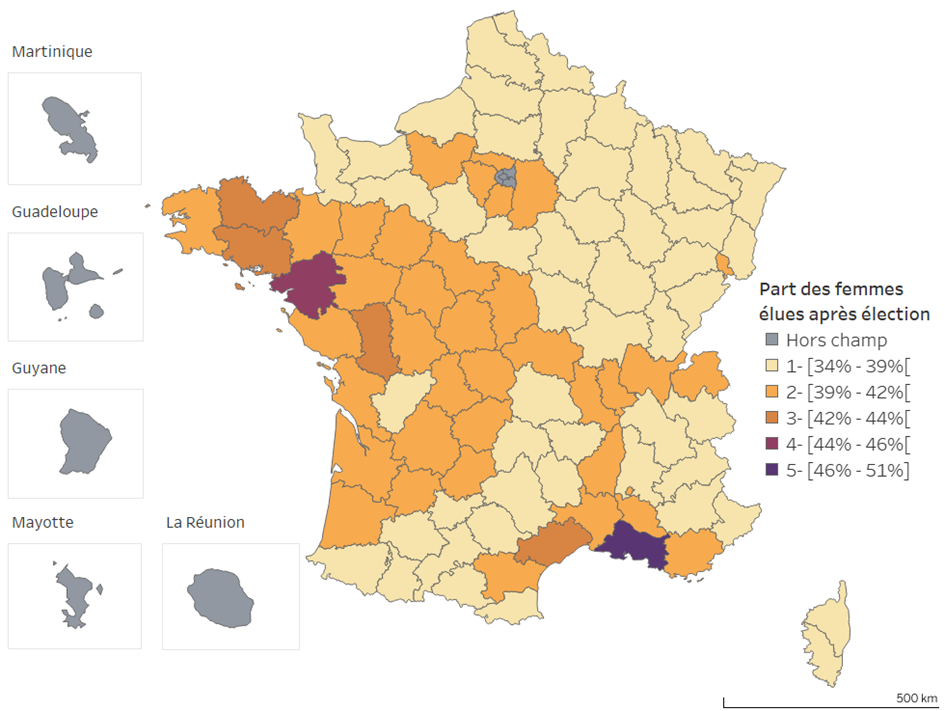 Martinique
Guadeloupe
Guyane
Mayotte
La Réunion
Part des femmes
élues après élection
Hors champ
1- [34% - 39%[
2- [39% - 42%[
3- [42% - 44%[
4- [44% - 46%[
5- [46% - 51%]
500 km